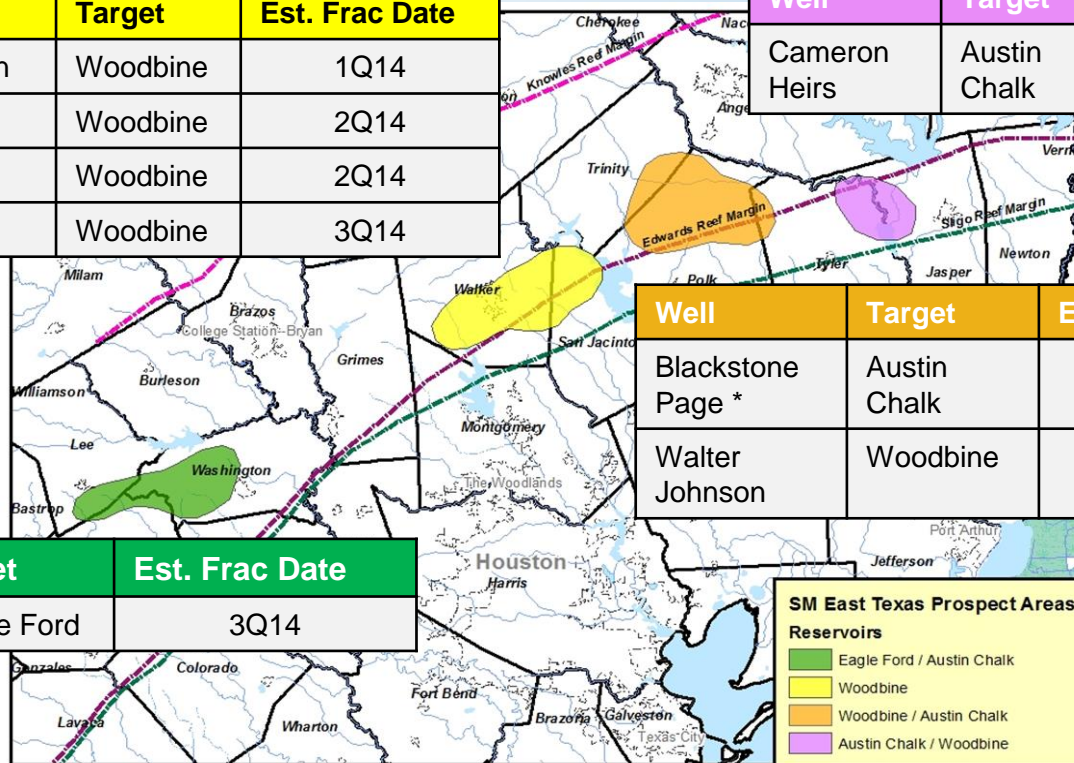 Target Est. Frac Date
Woodbine 1Q14
Woodbine 2Q14
Woodbine 2Q14
Woodbine 3Q14
Well Target
Cameron Heirs
Austin Chalk
Cherokee
Knowles Reef Margin
Trinity
Edwards Reef Margin
Sligo Reef Margin
Newton
Milam
Walker
Polk
Tyler
Jasper
Brazos
College Station--Bryan
Grimes
San Jacinto
Burleson
Williamson
Lee
Montgomery
Washington
The Woodlands
Bastrop
Well Target
Blackstone Page *
Austin Chalk
Walter Johnson
Woodbine
Port Arthur
Jefferson
Est. Frac Date
Ford 3Q14
Houston
Harris
Gonzales
Colorado
Fort Bend
Lavaca
Wharton
Brazoria
Galveston
Texas City
SM East Texas Prospect Areas
Reservoirs
Eagle Ford / Austin Chalk
Woodbine
Woodbine / Austin Chalk
Austin Chalk / Woodbine